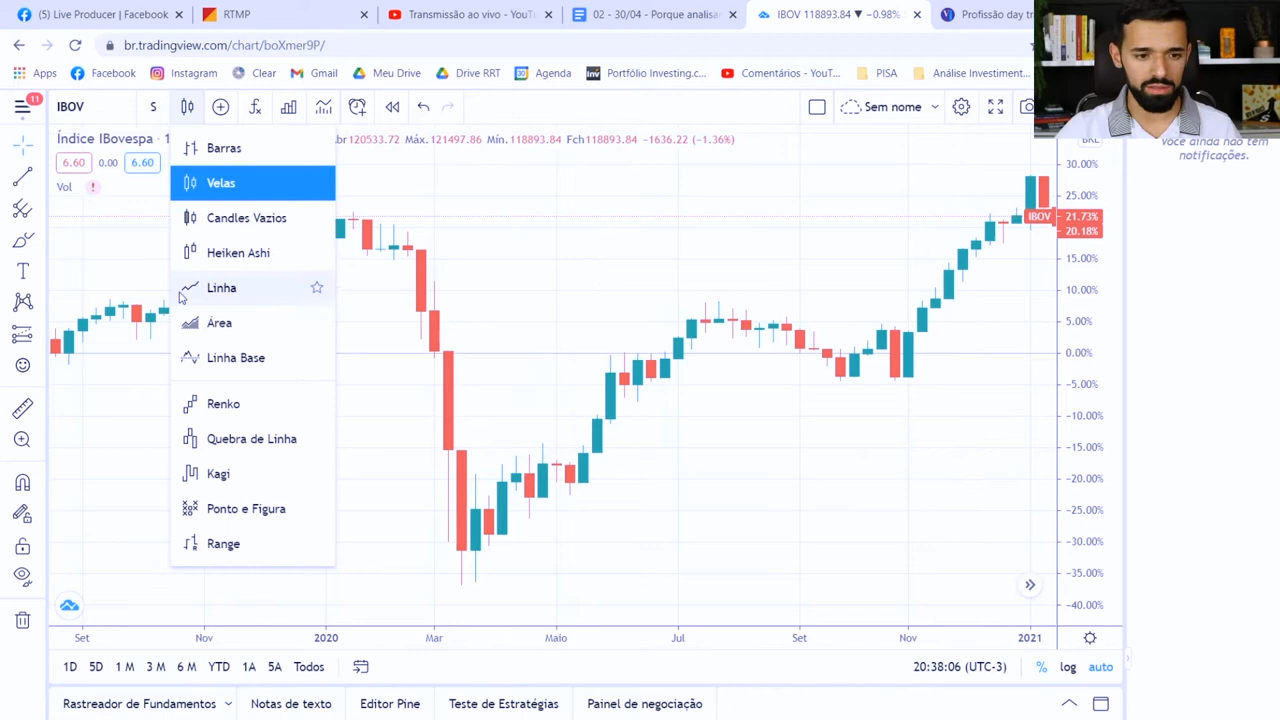 (5) Live Producer | Facebook
RTMP
Transmissão ao vivo - YouT
02 - 30/04 - Porque analisar
IBOV 118893.84 ▼ −0.98%
Profissão day tr
br.tradingview.com/chart/boXmer9P/
Apps
Facebook
Instagram
Clear
Gmail
Meu Drive
Drive RRT
Agenda
Inv
Portfólio Investing.c...
Comentários - YouT...
PISA
Análise Investiment...
11
IBOV
S
Sem nome
Índice IBovespa · 1
br120533.72 Máx.121497.86 Mín.118893.84 Fch118893.84 −1636.22 (−1.36%)
BRL
Você ainda não tem
notificações.
6.60
0.00
6.60
Vol
!
Barras
Velas
Candles Vazios
Heiken Ashi
Linha
Área
Linha Base
Renko
Quebra de Linha
Kagi
Ponto e Figura
Range
T
30.00%
25.00%
IBOV
21.73%
20.18%
15.00%
10.00%
5.00%
0.00%
−5.00%
−10.00%
−15.00%
−20.00%
−25.00%
−30.00%
−35.00%
−40.00%
Set
Nov
2020
Mar
Maio
Jul
Set
Nov
2021
1D
5D
1 M
3 M
6 M
YTD
1A
5A
Todos
20:38:06 (UTC-3)
%
log
auto
Rastreador de Fundamentos
Notas de texto
Editor Pine
Teste de Estratégias
Painel de negociação